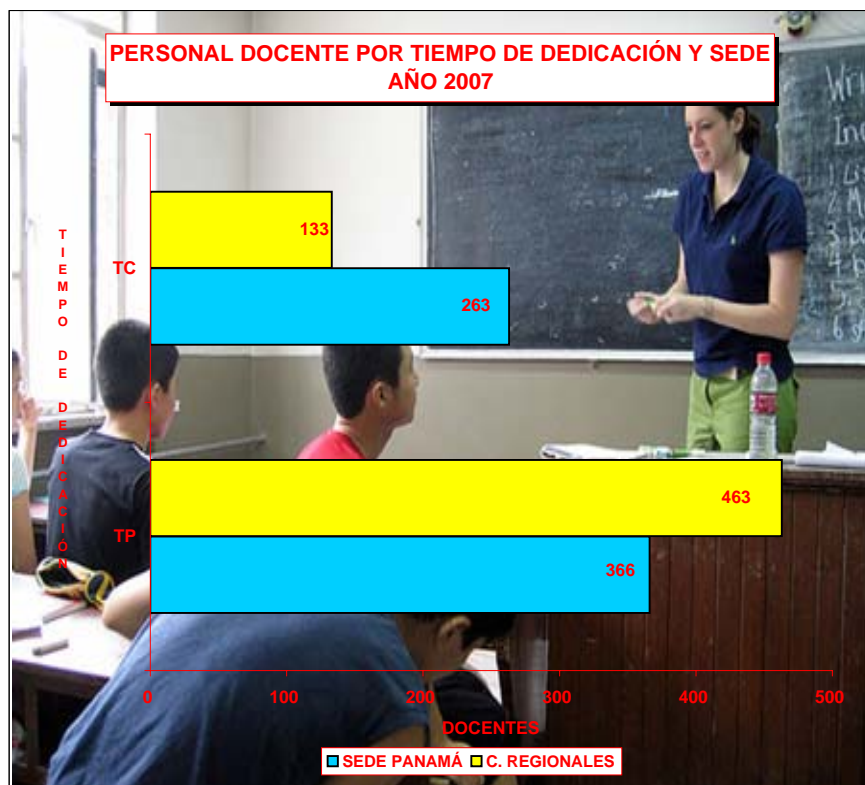 PERSONAL DOCENTE POR TIEMPO DE DEDICACIÓN Y SEDE
AÑO 2007
TIEMPO DE DEDICACIÓN
TC
133
263
TP
463
366
0 100 200 300 400 500
DOCENTES
SEDE PANAMÁ C. REGIONALES